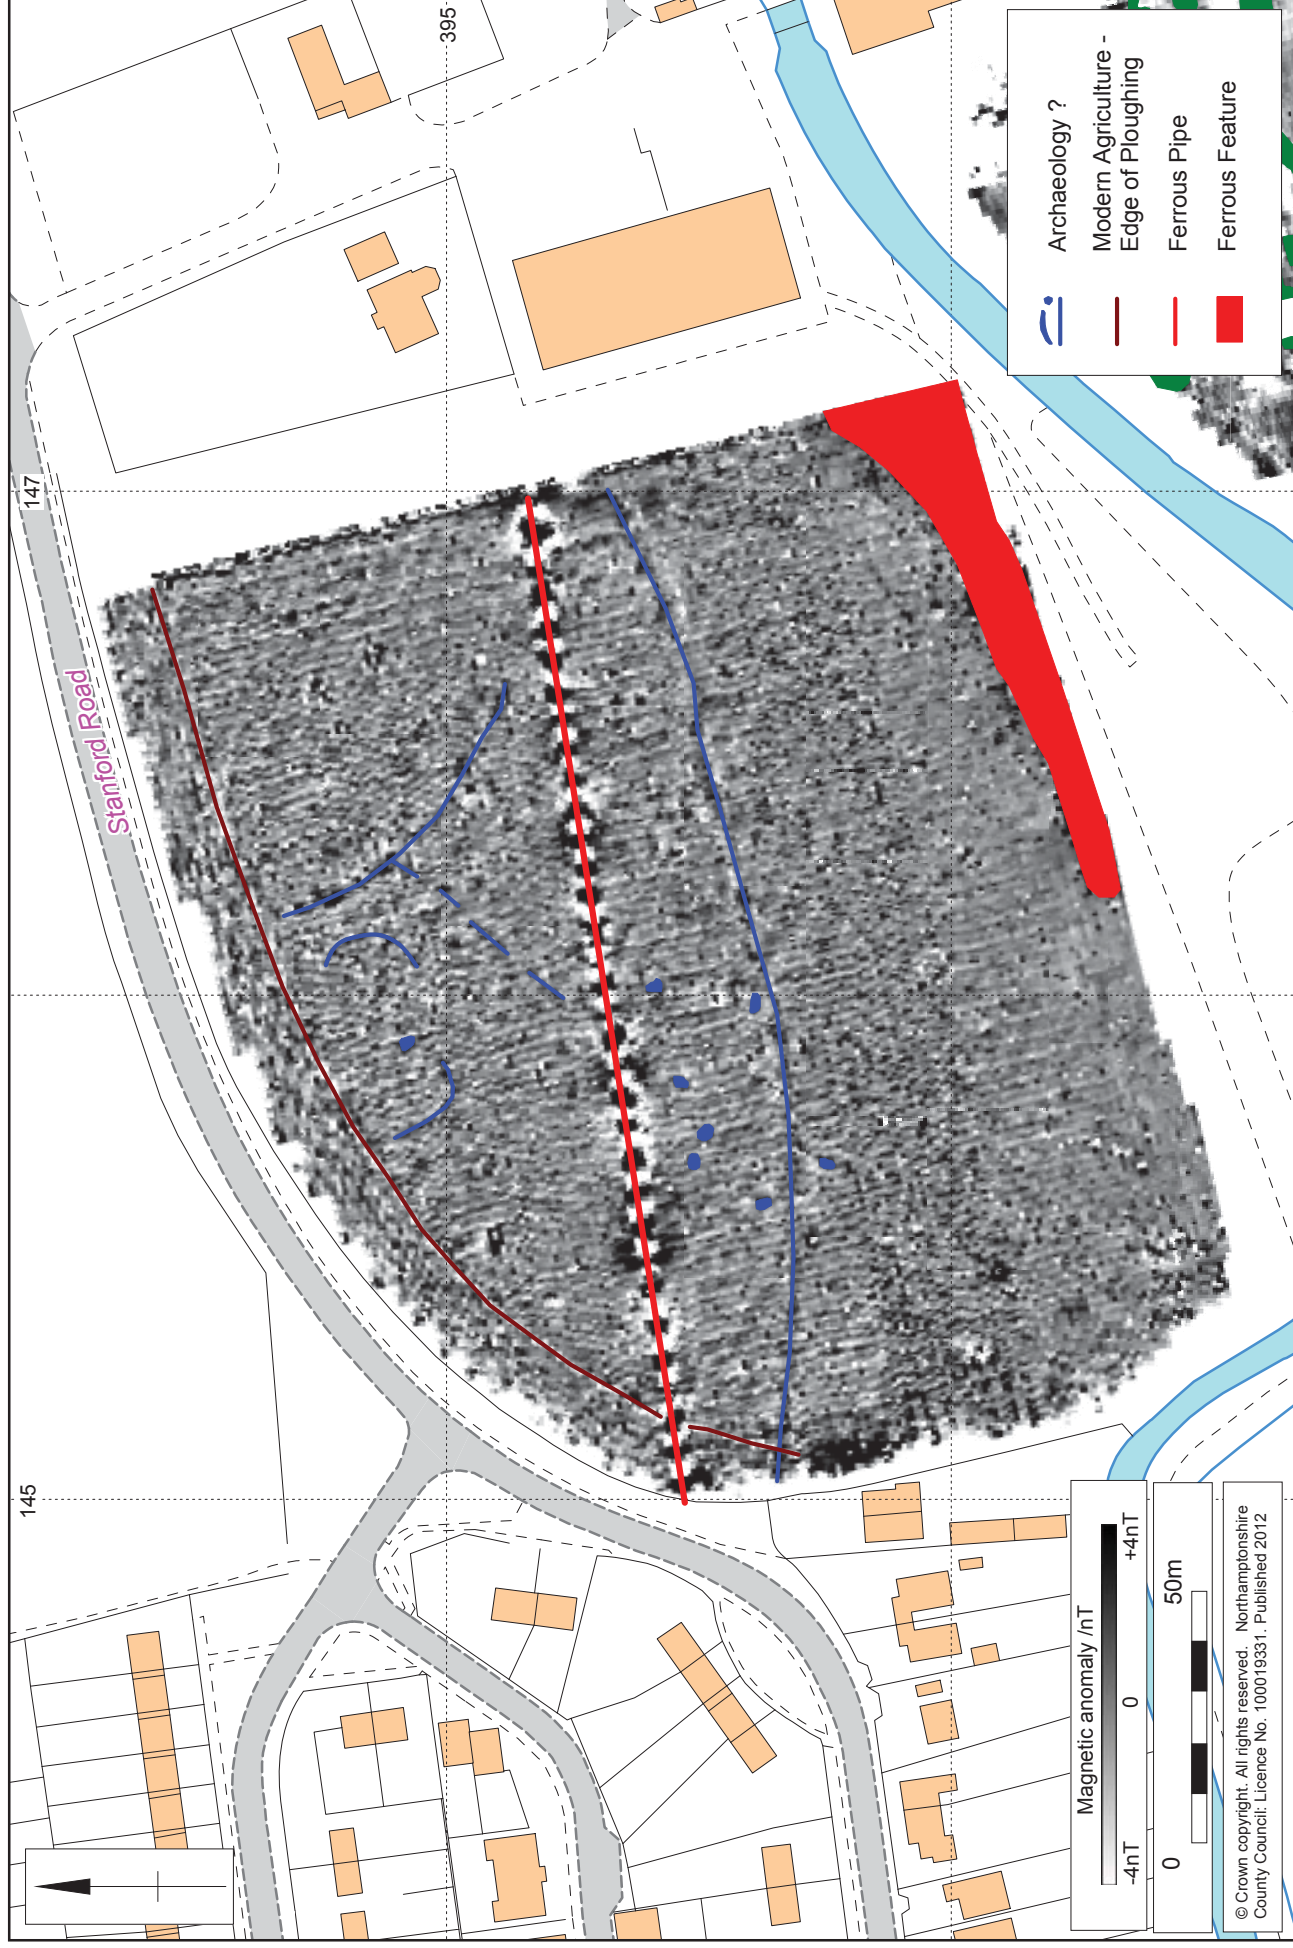 395
147
Stanford Road
145
Archaeology ?
Modern Agriculture -
Edge of Ploughing
Ferrous Pipe
Ferrous Feature
Magnetic anomaly /nT
-4nT 0 +4nT
0 50m
© Crown copyright. All rights reserved. Northamptonshire
County Council: Licence No. 100019331. Published 2012